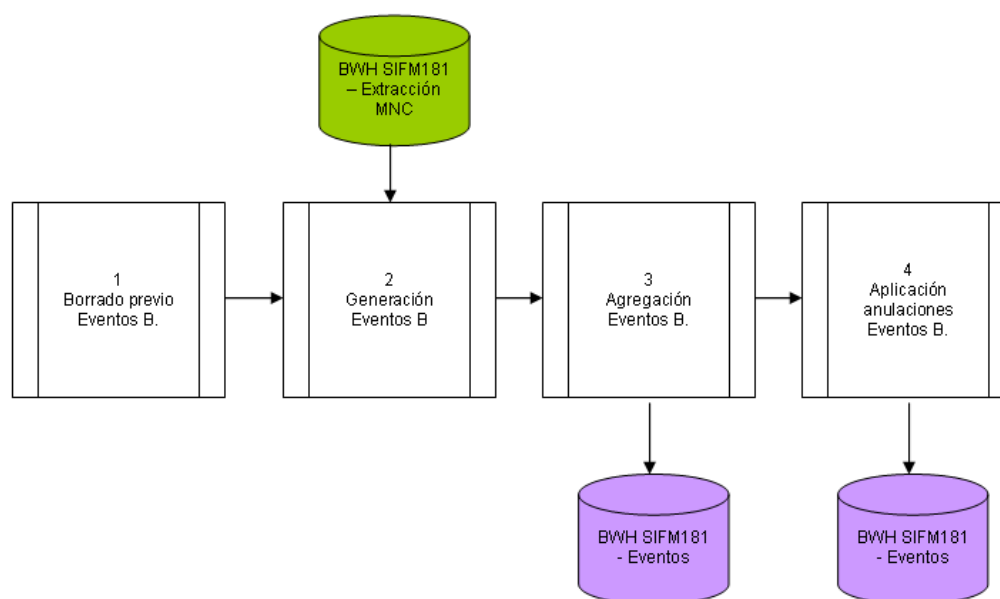 BWH SIFM181
– Extracción
MNC
1
Borrado previo
Eventos B.
2
Generación
Eventos B
3
Agregación
Eventos B.
4
Aplicación
anulaciones
Eventos B.
BWH SIFM181
- Eventos
BWH SIFM181
- Eventos